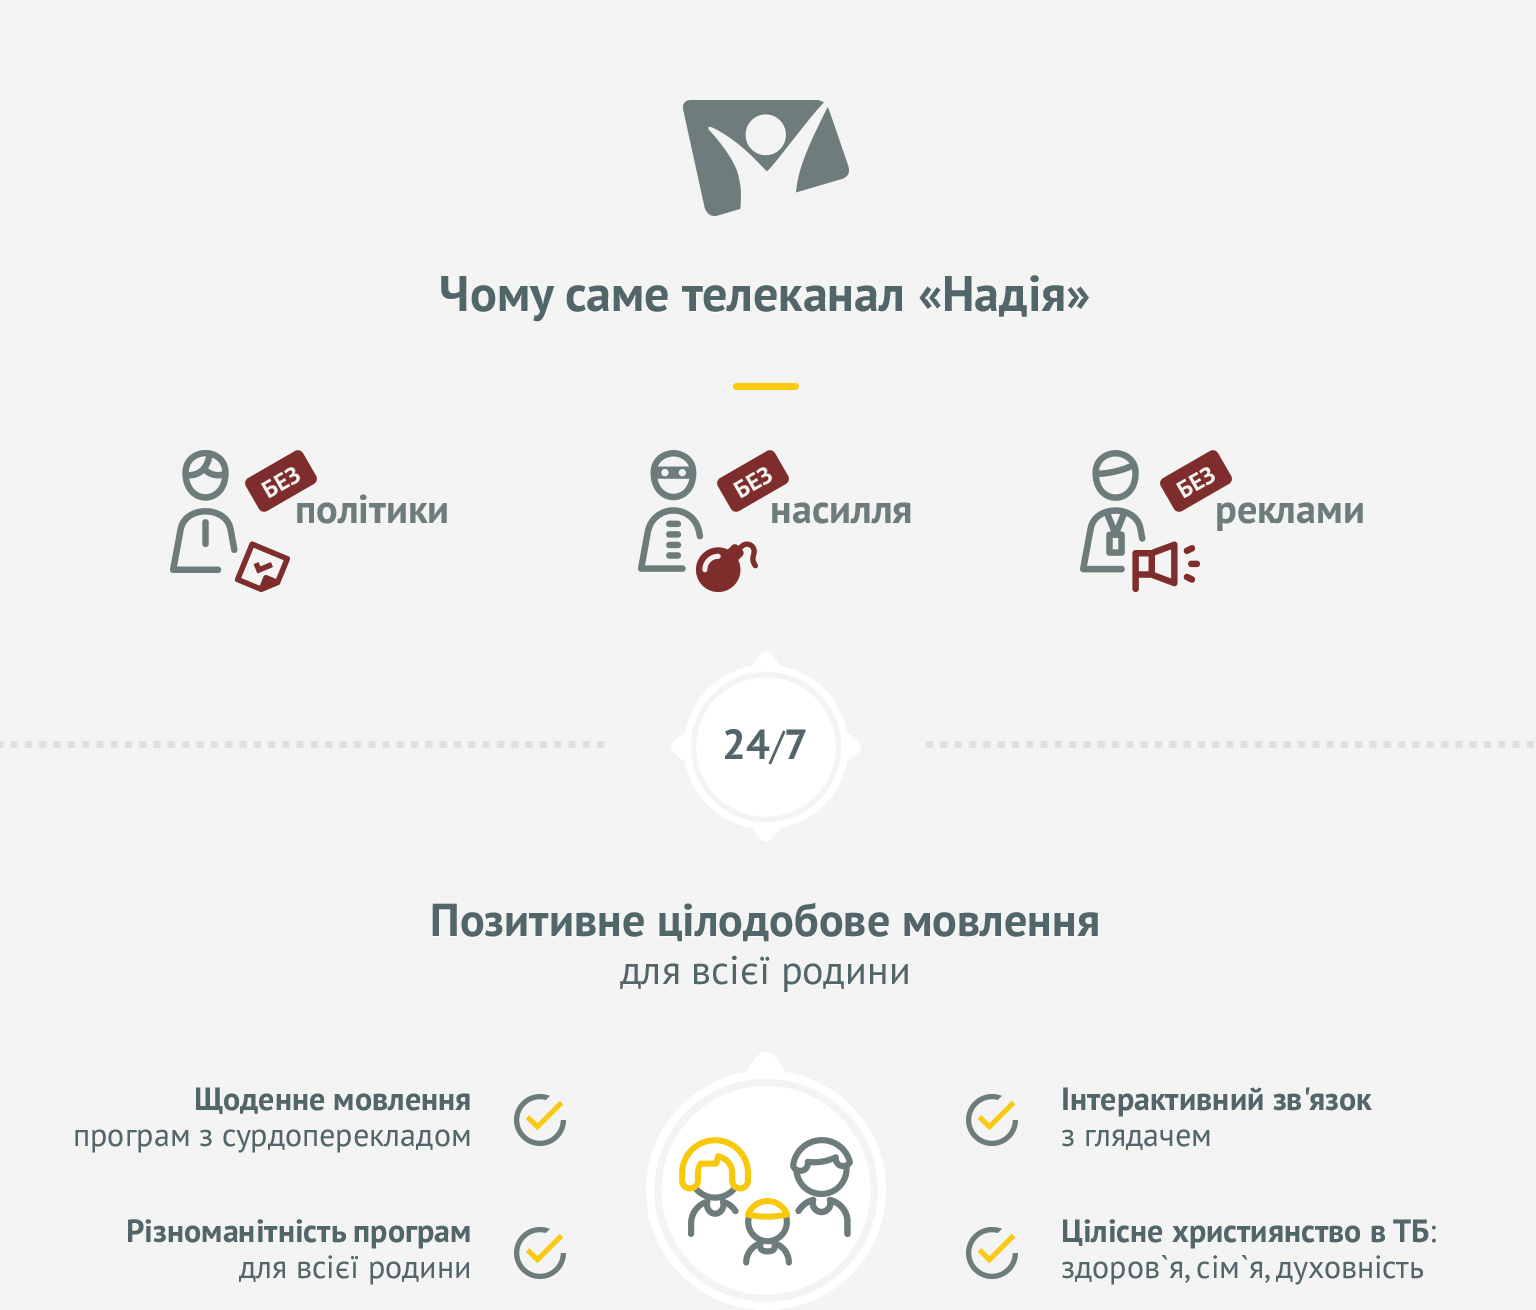 Чому саме телеканал «Надія»
БЕЗ
політики
БЕЗ
насилля
БЕЗ
реклами
24/7
Позитивне цілодобове мовлення
для всієї родини
Щоденне мовлення
програм з сурдоперекладом
Інтерактивний зв'язок
з глядачем
Різноманітність програм
для всієї родини
Цілісне християнство в ТБ:
здоров`я, сім`я, духовність